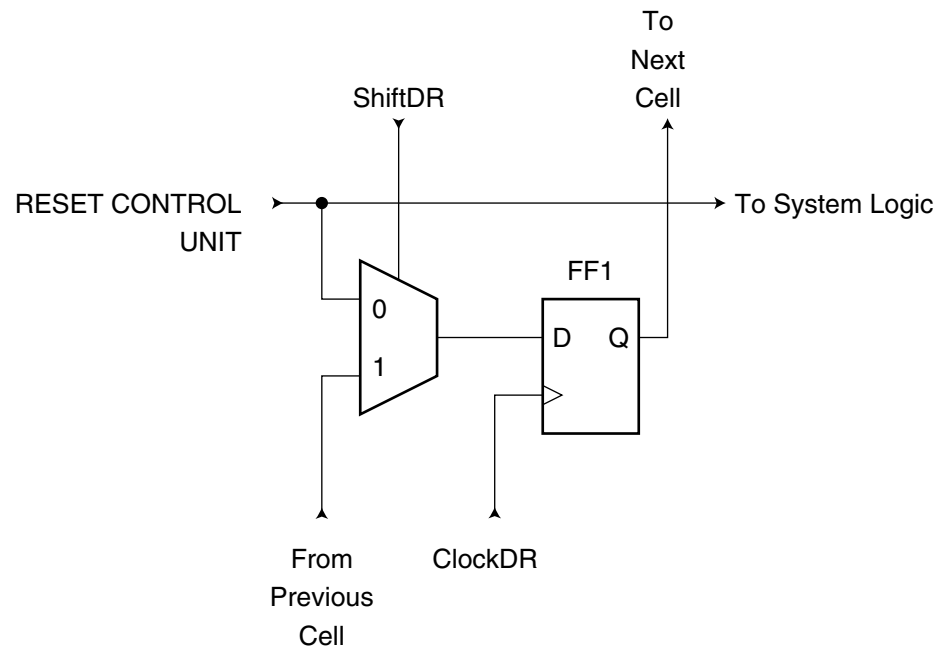 To
Next
Cell
ShiftDR
RESET CONTROL
UNIT
To System Logic
FF1
0
D Q
1
From
Previous
Cell
ClockDR